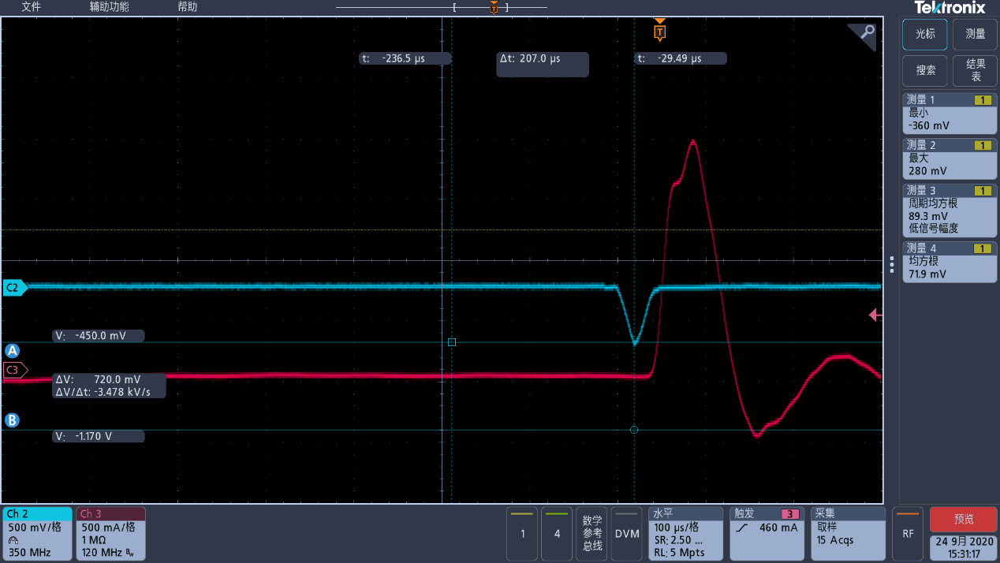 文件 辅助功能 帮助
[ T ]
Tektronix
T
光标 测量
搜索 结果
表
t: -236.5 μs Δt: 207.0 μs t: -29.49 μs
测量 1 1
最小
-360 mV
测量 2 1
最大
280 mV
测量 3 1
周期均方根
89.3 mV
低信号幅度
测量 4 1
均方根
71.9 mV
C2
V: -450.0 mV
A
C3
ΔV: 720.0 mV
ΔV/Δt: -3.478 kV/s
B
V: -1.170 V
Ch 2
500 mV/格
350 MHz
Ch 3
500 mA/格
1 MΩ
120 MHz Bw
1
4
数学
参考
总线
DVM
水平
100 μs/格
SR: 2.50 ...
RL: 5 Mpts
触发 3
460 mA
采集
取样
15 Acqs
RF
预览
24 9月 2020
15:31:17